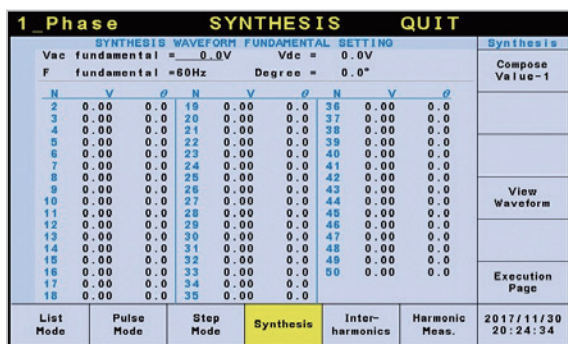 1_Phase SYNTHESIS QUIT
SYNTHESIS WAVEFORM FUNDAMENTAL SETTING
Vac fundamental = 0.0V Vdc = 0.0V
F fundamental =60Hz Degree = 0.0°
N V θ N V θ N V θ
2 0.00 0.0 19 0.00 0.0 36 0.00 0.0
3 0.00 0.0 20 0.00 0.0 37 0.00 0.0
4 0.00 0.0 21 0.00 0.0 38 0.00 0.0
5 0.00 0.0 22 0.00 0.0 39 0.00 0.0
6 0.00 0.0 23 0.00 0.0 40 0.00 0.0
7 0.00 0.0 24 0.00 0.0 41 0.00 0.0
8 0.00 0.0 25 0.00 0.0 42 0.00 0.0
9 0.00 0.0 26 0.00 0.0 43 0.00 0.0
10 0.00 0.0 27 0.00 0.0 44 0.00 0.0
11 0.00 0.0 28 0.00 0.0 45 0.00 0.0
12 0.00 0.0 29 0.00 0.0 46 0.00 0.0
13 0.00 0.0 30 0.00 0.0 47 0.00 0.0
14 0.00 0.0 31 0.00 0.0 48 0.00 0.0
15 0.00 0.0 32 0.00 0.0 49 0.00 0.0
16 0.00 0.0 33 0.00 0.0 50 0.00 0.0
17 0.00 0.0 34 0.00 0.0
18 0.00 0.0 35 0.00 0.0
Synthesis
Compose
Value-1
View
Waveform
Execution
Page
List
Mode
Pulse
Mode
Step
Mode
Synthesis
Inter-
harmonics
Harmonic
Meas.
2017/11/30
20:24:34